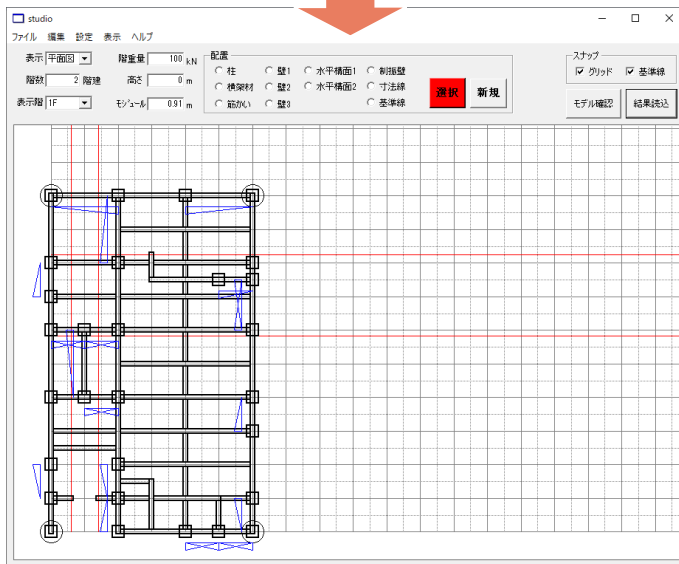 studio
ファイル 編集 設定 表示 ヘルプ
表示 平面図 階重量 100 kN
階数 2 階建 高さ 0 m
表示階 1F モジュール 0.91 m
配置
柱 壁1 水平構面1 制振壁
横架材 壁2 水平構面2 寸法線
筋かい 壁3 基準線
選択 新規
スナップ
グリッド 基準線
モデル確認 結果読込